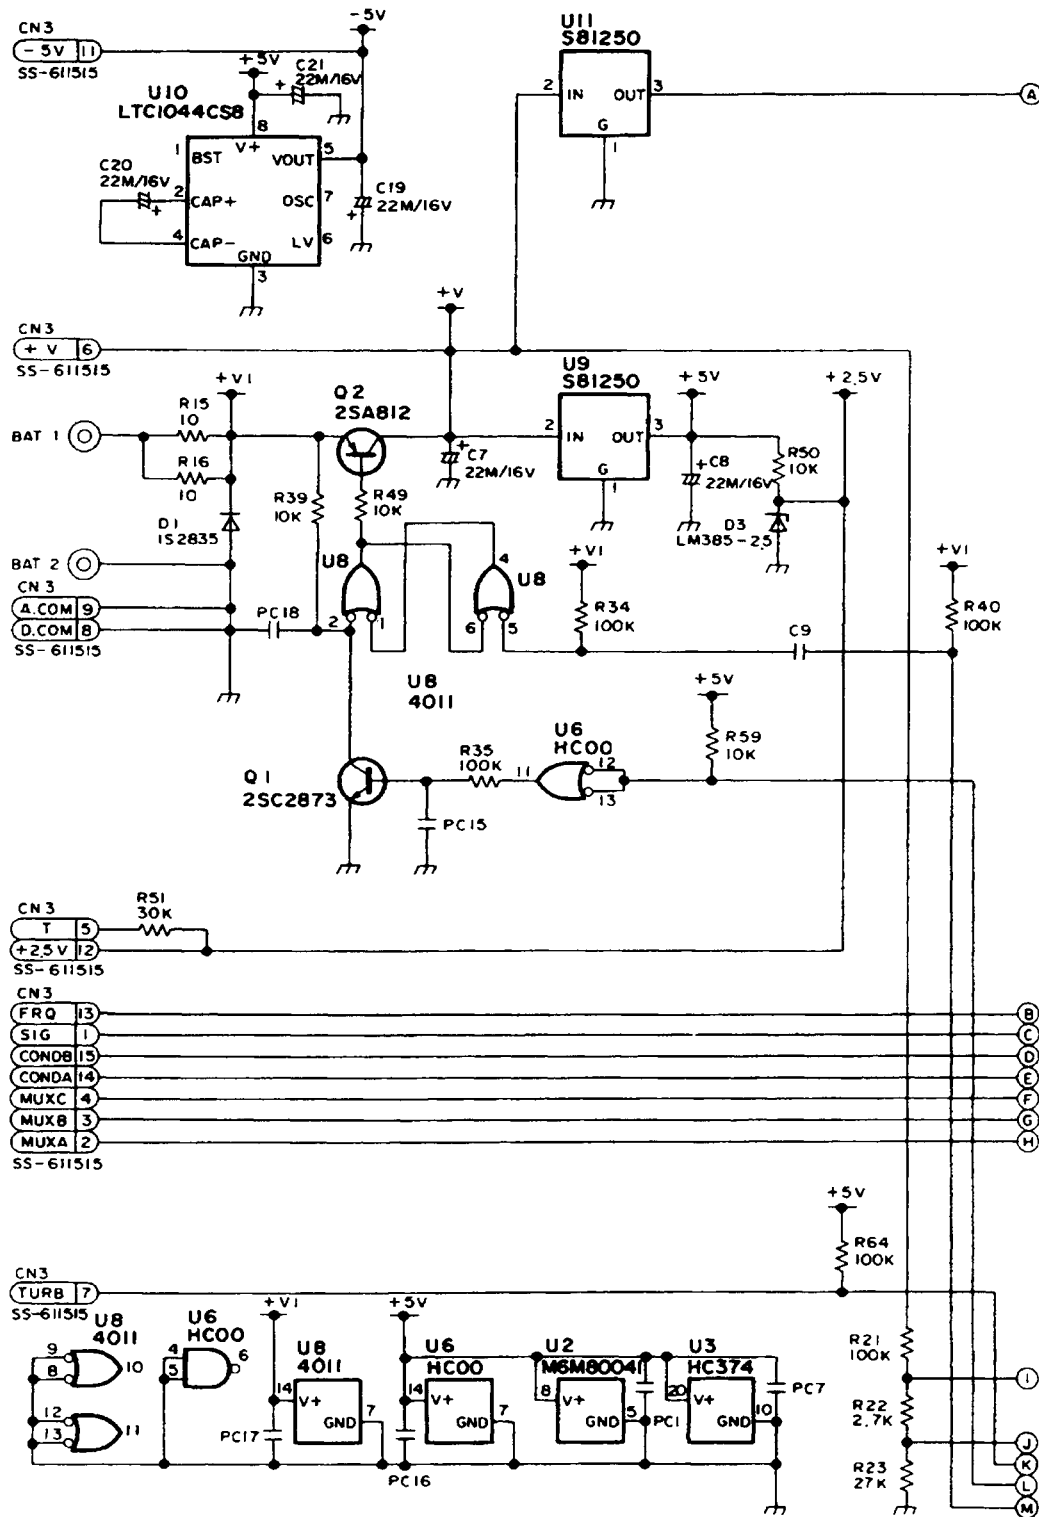 CN3
-5V 11
SS-611515
-5V
+5V
C21
22M/16V
U10
LTC1044CS8
8
V+
1 BST
VOUT 5
C20
22M/16V
2 CAP+
OSC 7
4 CAP-
LV 6
GND
3
C19
22M/16V
U11
S81250
2 IN
OUT 3
G
1
A
CN3
+V 6
SS-611515
+V
+V1
BAT 1
R15
10
R16
10
D1
1S2835
BAT 2
CN3
A.COM 9
D.COM 8
SS-611515
PC18
Q2
2SA812
R39
10K
R49
10K
C7
22M/16V
U9
S81250
2 IN
OUT 3
G
1
+5V
C8
22M/16V
R50
10K
D3
LM385-2.5
+2.5V
U8
2
1
4
U8
6
5
U8
4011
+V1
R34
100K
C9
+V1
R40
100K
Q1
2SC2873
R35
100K
PC15
U6
HC00
11
12
13
+5V
R59
10K
CN3
T 5
+2.5V 12
SS-611515
R51
30K
CN3
FRQ 13
SIG 1
CONDB 15
CONDA 14
MUXC 4
MUXB 3
MUXA 2
SS-611515
B
C
D
E
F
G
H
+5V
R64
100K
CN3
TURB 7
SS-611515
U8
4011
9
8
10
12
13
11
U6
HC00
4
5
6
+V1
U8
4011
14 V+
GND 7
PC17
+5V
U6
HC00
14 V+
GND 7
PC16
U2
M6M80041
8 V+
GND 5
PC1
U3
HC374
20 V+
GND 10
PC7
R21
100K
R22
2.7K
R23
27K
I
J
K
L
M